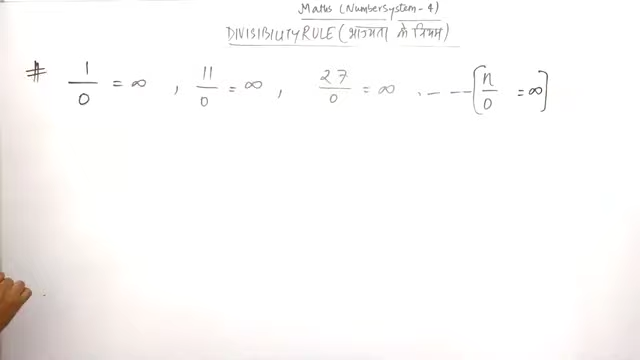 Maths (Number System - 4)
DIVISIBILITY RULE (भाज्यता के नियम)
# 1/0 = ∞ , 11/0 = ∞ , 27/0 = ∞ . - - - [n/0 = ∞]